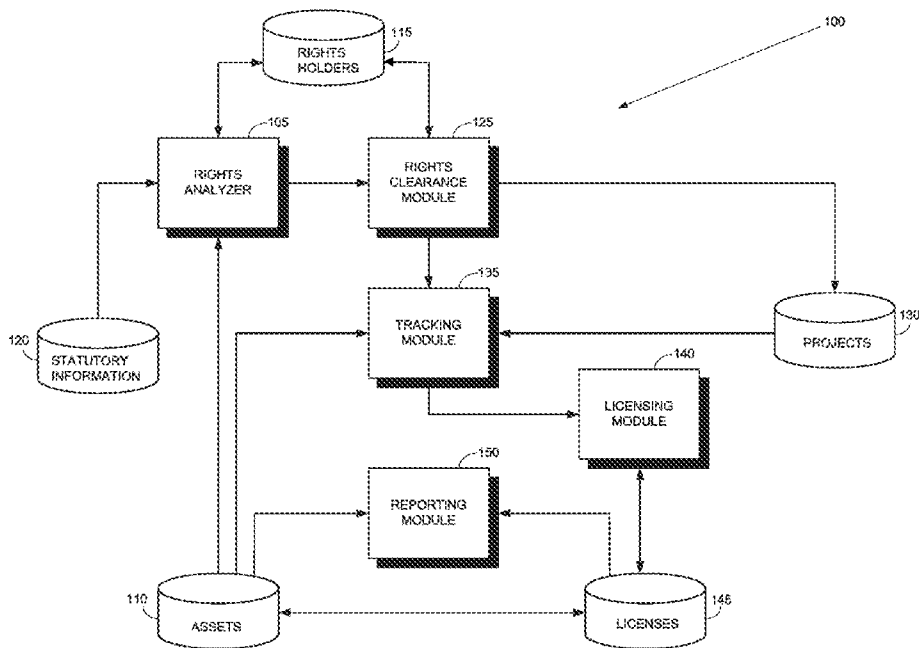 115
RIGHTS
HOLDERS
100
105
RIGHTS
ANALYZER
125
RIGHTS
CLEARANCE
MODULE
135
TRACKING
MODULE
120
STATUTORY
INFORMATION
130
PROJECTS
140
LICENSING
MODULE
150
REPORTING
MODULE
110
ASSETS
145
LICENSES